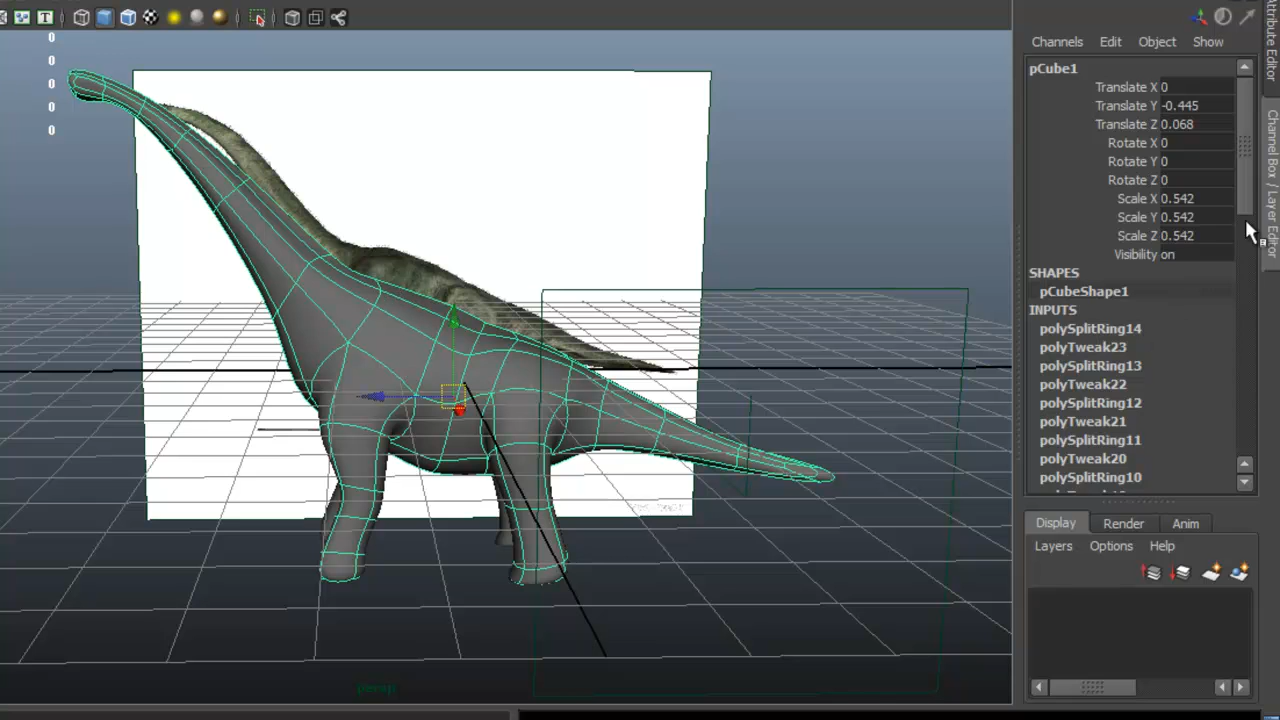 T
0
0
0
0
0
persp
Channels Edit Object Show
pCube1
Translate X 0
Translate Y -0.445
Translate Z 0.068
Rotate X 0
Rotate Y 0
Rotate Z 0
Scale X 0.542
Scale Y 0.542
Scale Z 0.542
Visibility on
SHAPES
pCubeShape1
INPUTS
polySplitRing14
polyTweak23
polySplitRing13
polyTweak22
polySplitRing12
polyTweak21
polySplitRing11
polyTweak20
polySplitRing10
Display Render Anim
Layers Options Help
Attribute Editor
Channel Box / Layer Editor